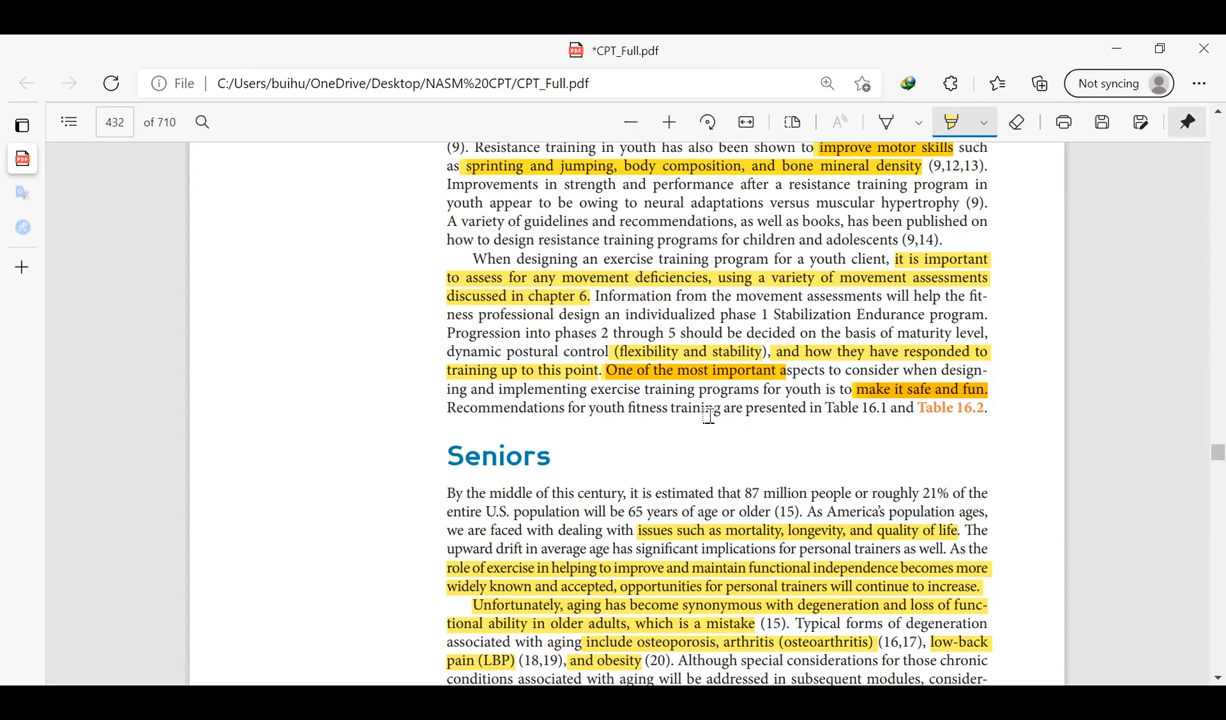 *CPT_Full.pdf
File | C:/Users/buihu/OneDrive/Desktop/NASM%20CPT/CPT_Full.pdf
Not syncing
432 of 710
(9). Resistance training in youth has also been shown to improve motor skills such
as sprinting and jumping, body composition, and bone mineral density (9,12,13).
Improvements in strength and performance after a resistance training program in
youth appear to be owing to neural adaptations versus muscular hypertrophy (9).
A variety of guidelines and recommendations, as well as books, has been published on
how to design resistance training programs for children and adolescents (9,14).
When designing an exercise training program for a youth client, it is important
to assess for any movement deficiencies, using a variety of movement assessments
discussed in chapter 6. Information from the movement assessments will help the fit-
ness professional design an individualized phase 1 Stabilization Endurance program.
Progression into phases 2 through 5 should be decided on the basis of maturity level,
dynamic postural control (flexibility and stability), and how they have responded to
training up to this point. One of the most important aspects to consider when design-
ing and implementing exercise training programs for youth is to make it safe and fun.
Recommendations for youth fitness training are presented in Table 16.1 and Table 16.2.
Seniors
By the middle of this century, it is estimated that 87 million people or roughly 21% of the
entire U.S. population will be 65 years of age or older (15). As America's population ages,
we are faced with dealing with issues such as mortality, longevity, and quality of life. The
upward drift in average age has significant implications for personal trainers as well. As the
role of exercise in helping to improve and maintain functional independence becomes more
widely known and accepted, opportunities for personal trainers will continue to increase.
Unfortunately, aging has become synonymous with degeneration and loss of func-
tional ability in older adults, which is a mistake (15). Typical forms of degeneration
associated with aging include osteoporosis, arthritis (osteoarthritis) (16,17), low-back
pain (LBP) (18,19), and obesity (20). Although special considerations for those chronic
conditions associated with aging will be addressed in subsequent modules, consider-